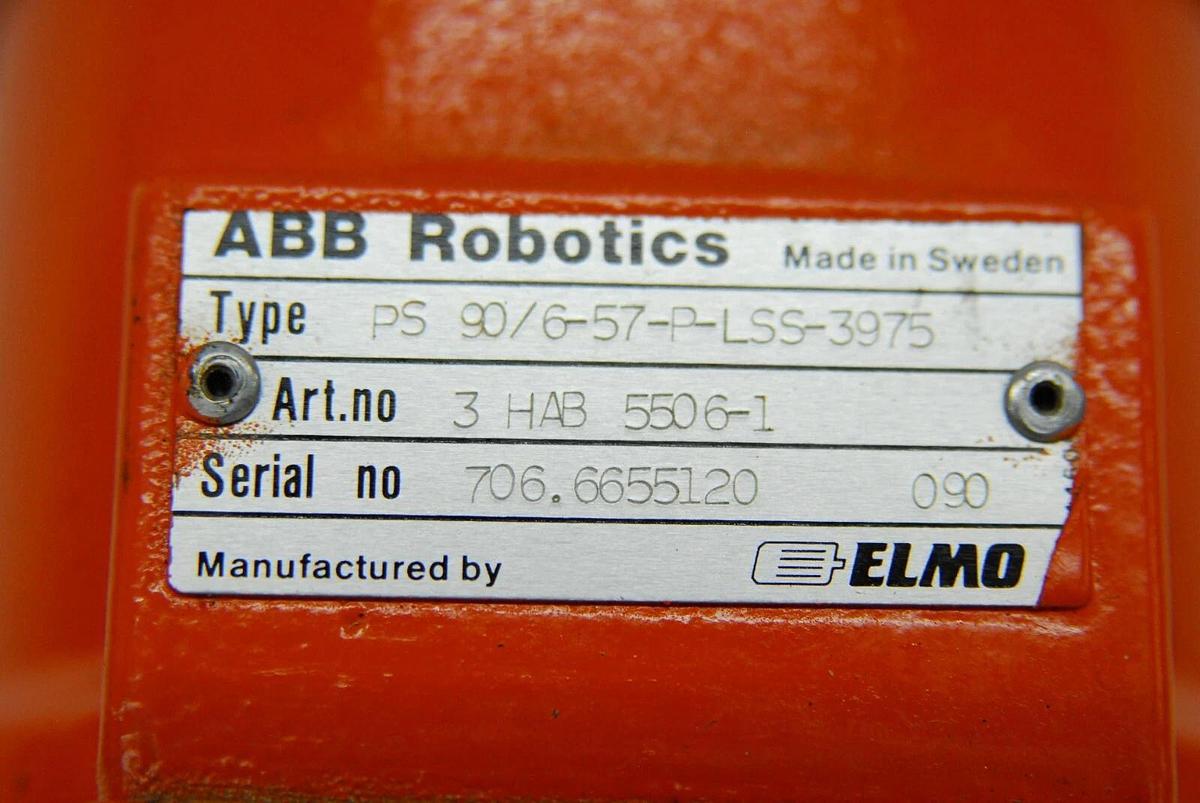 ABB Robotics Made in Sweden
Type PS 90/6-57-P-LSS-3975
Art.no 3 HAB 5506-1
Serial no 706.6655120 090
Manufactured by ELMO